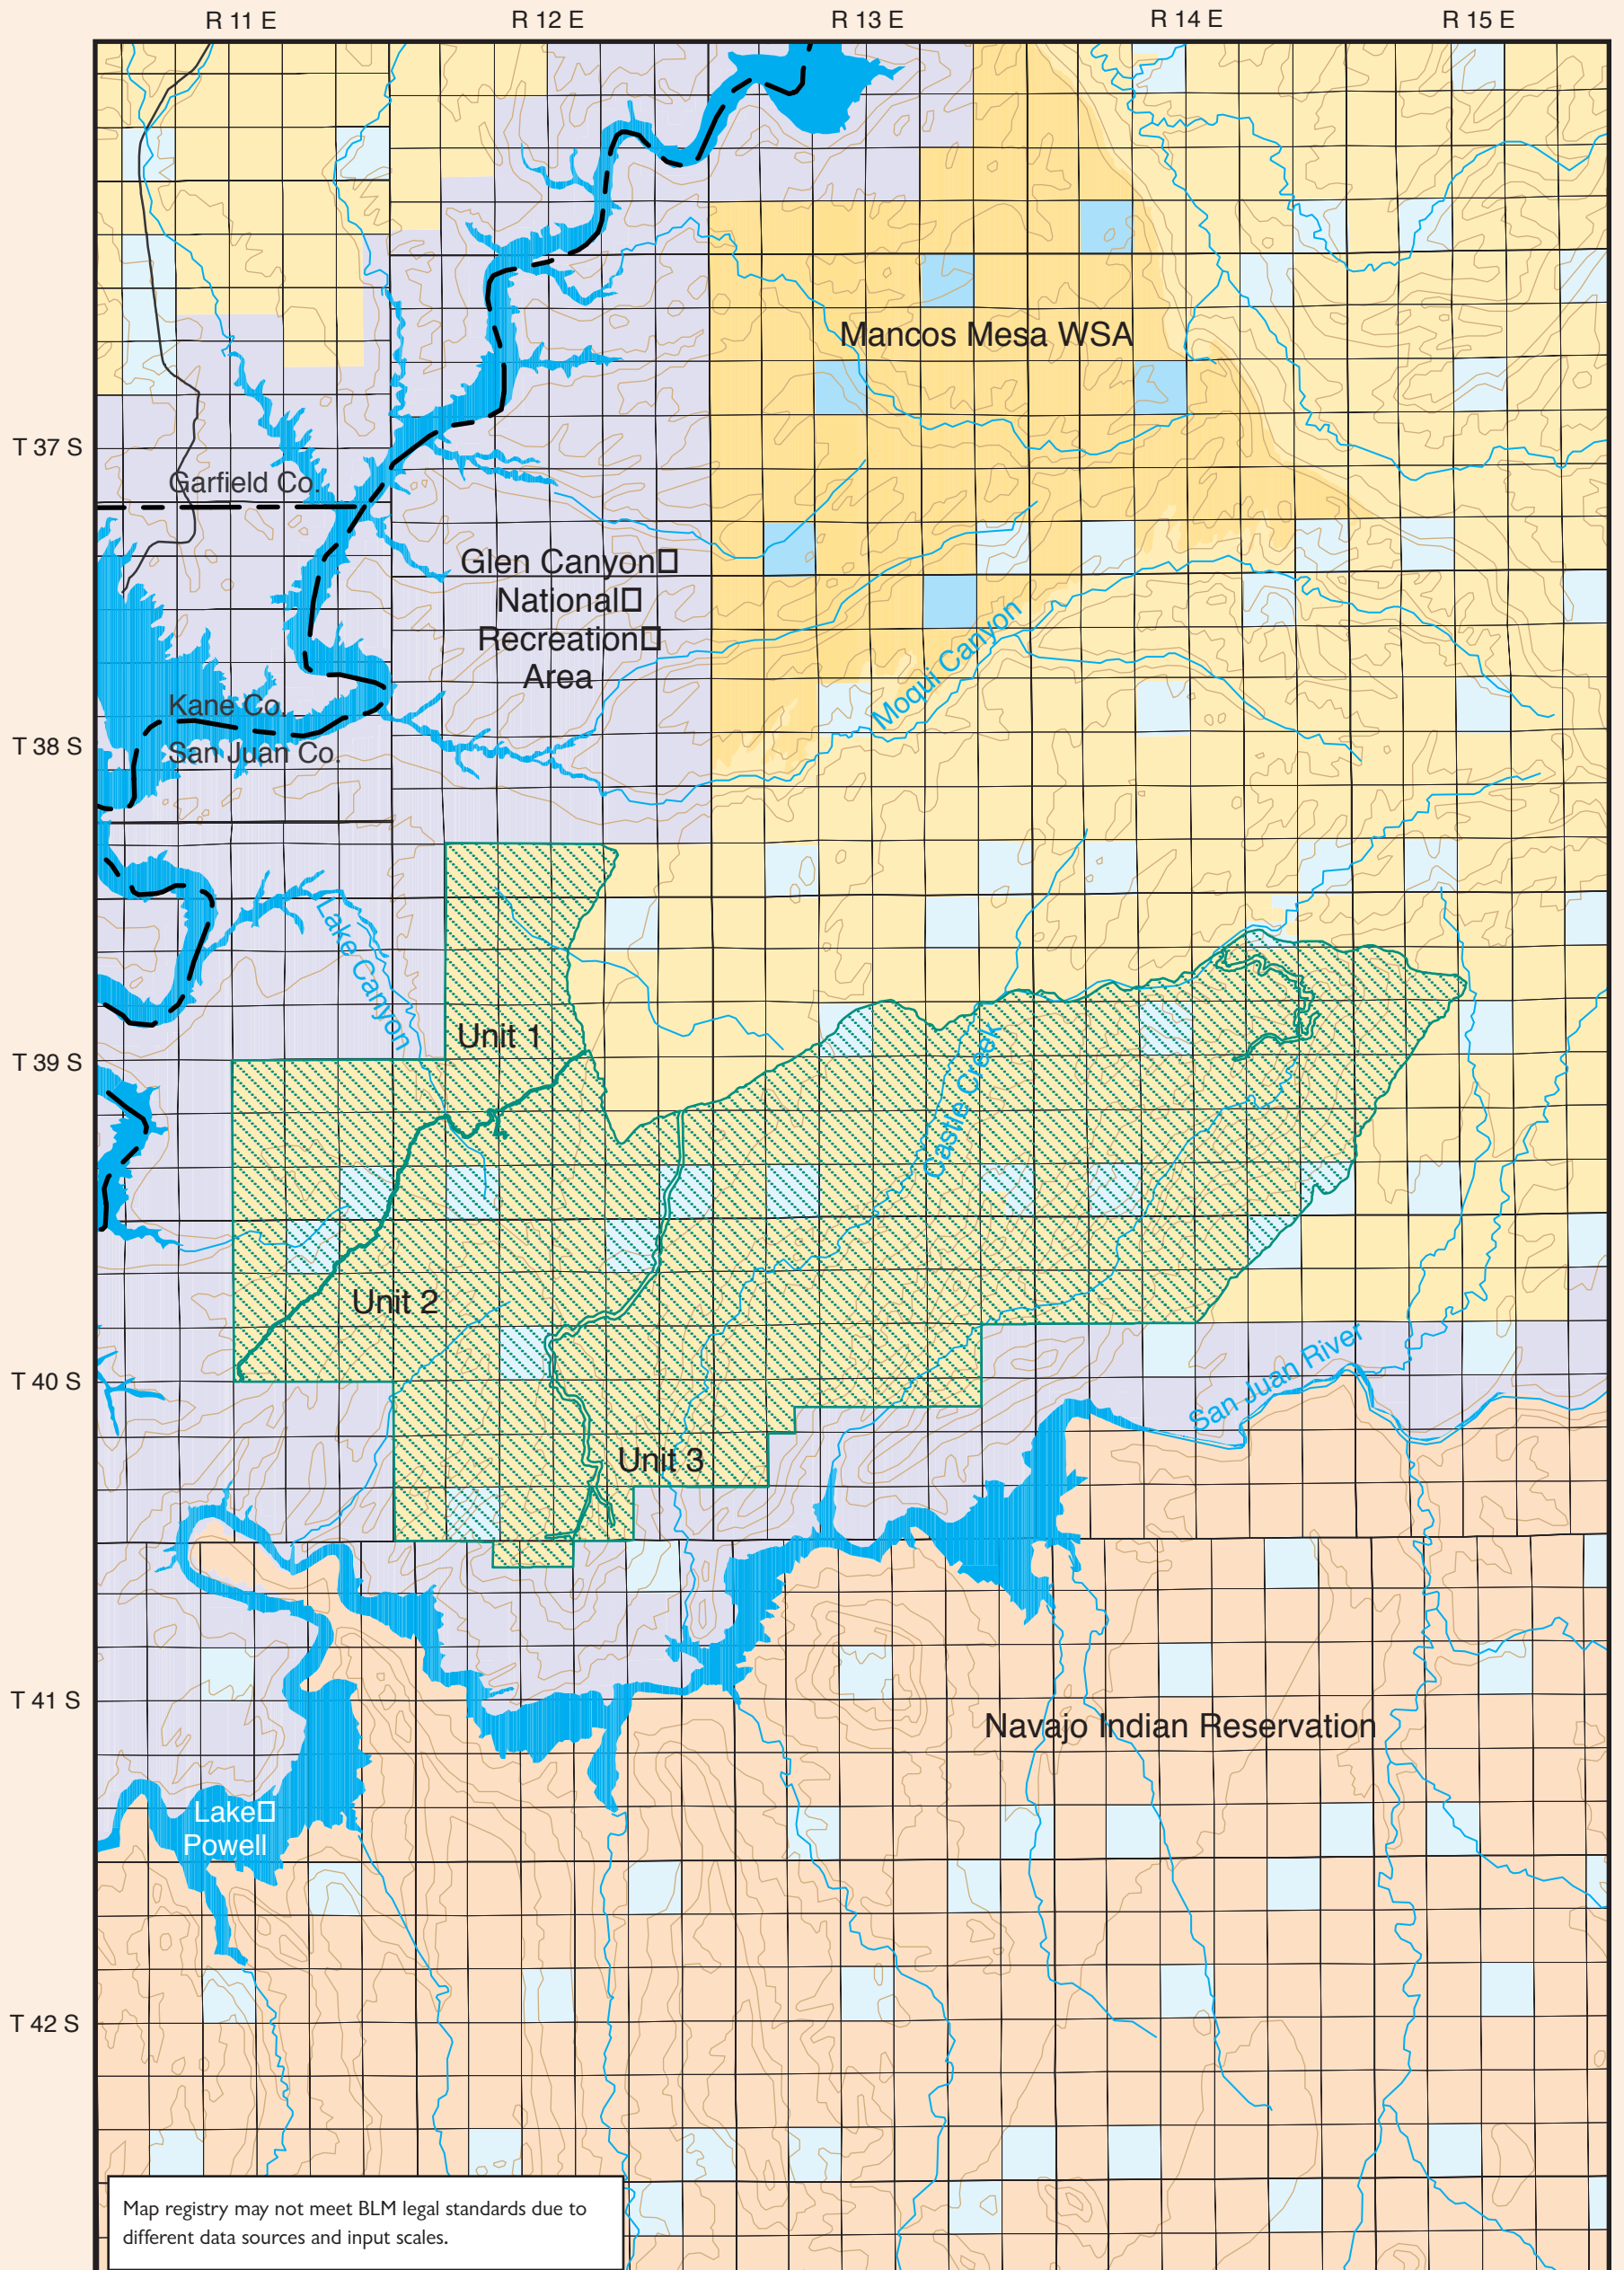 R 11 E
R 12 E
R 13 E
R 14 E
R 15 E
Mancos Mesa WSA
T 37 S
Garfield Co.
Glen Canyon□
National□
Recreation□
Area
Moqui Canyon
Kane Co.
T 38 S
San Juan Co.
Lake Canyon
Unit 1
T 39 S
Castle Creek
Unit 2
San Juan River
T 40 S
Unit 3
T 41 S
Navajo Indian Reservation
Lake□
Powell
T 42 S
Map registry may not meet BLM legal standards due to
different data sources and input scales.